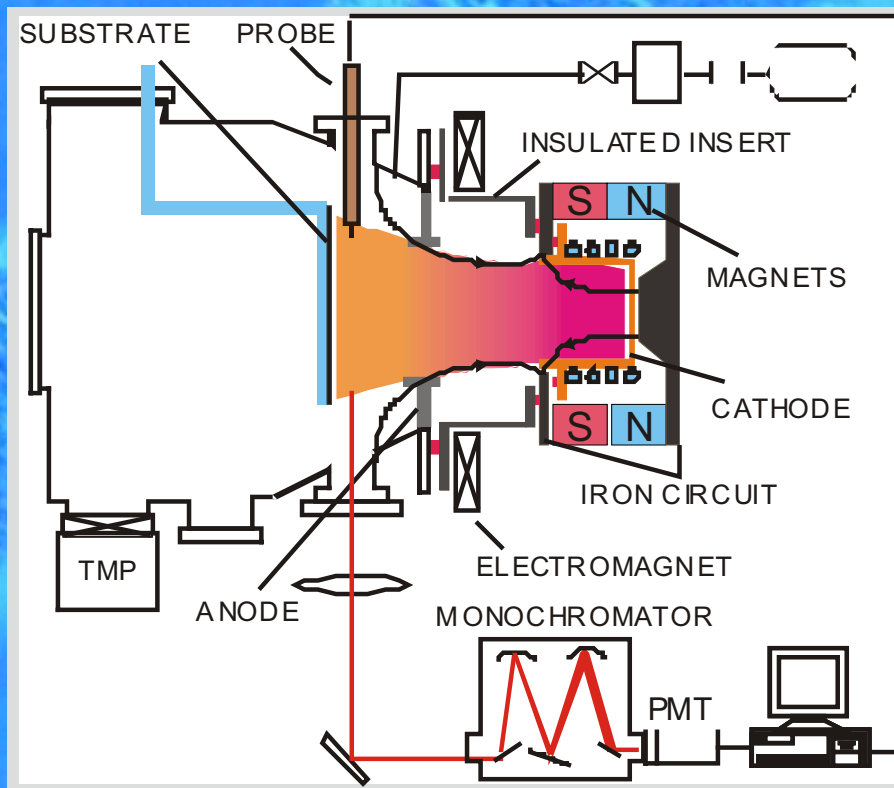 SUBSTRATE
PROBE
INSULATED INSERT
S N
MAGNETS
CATHODE
S N
IRON CIRCUIT
TMP
ELECTROMAGNET
ANODE
MONOCHROMATOR
PMT